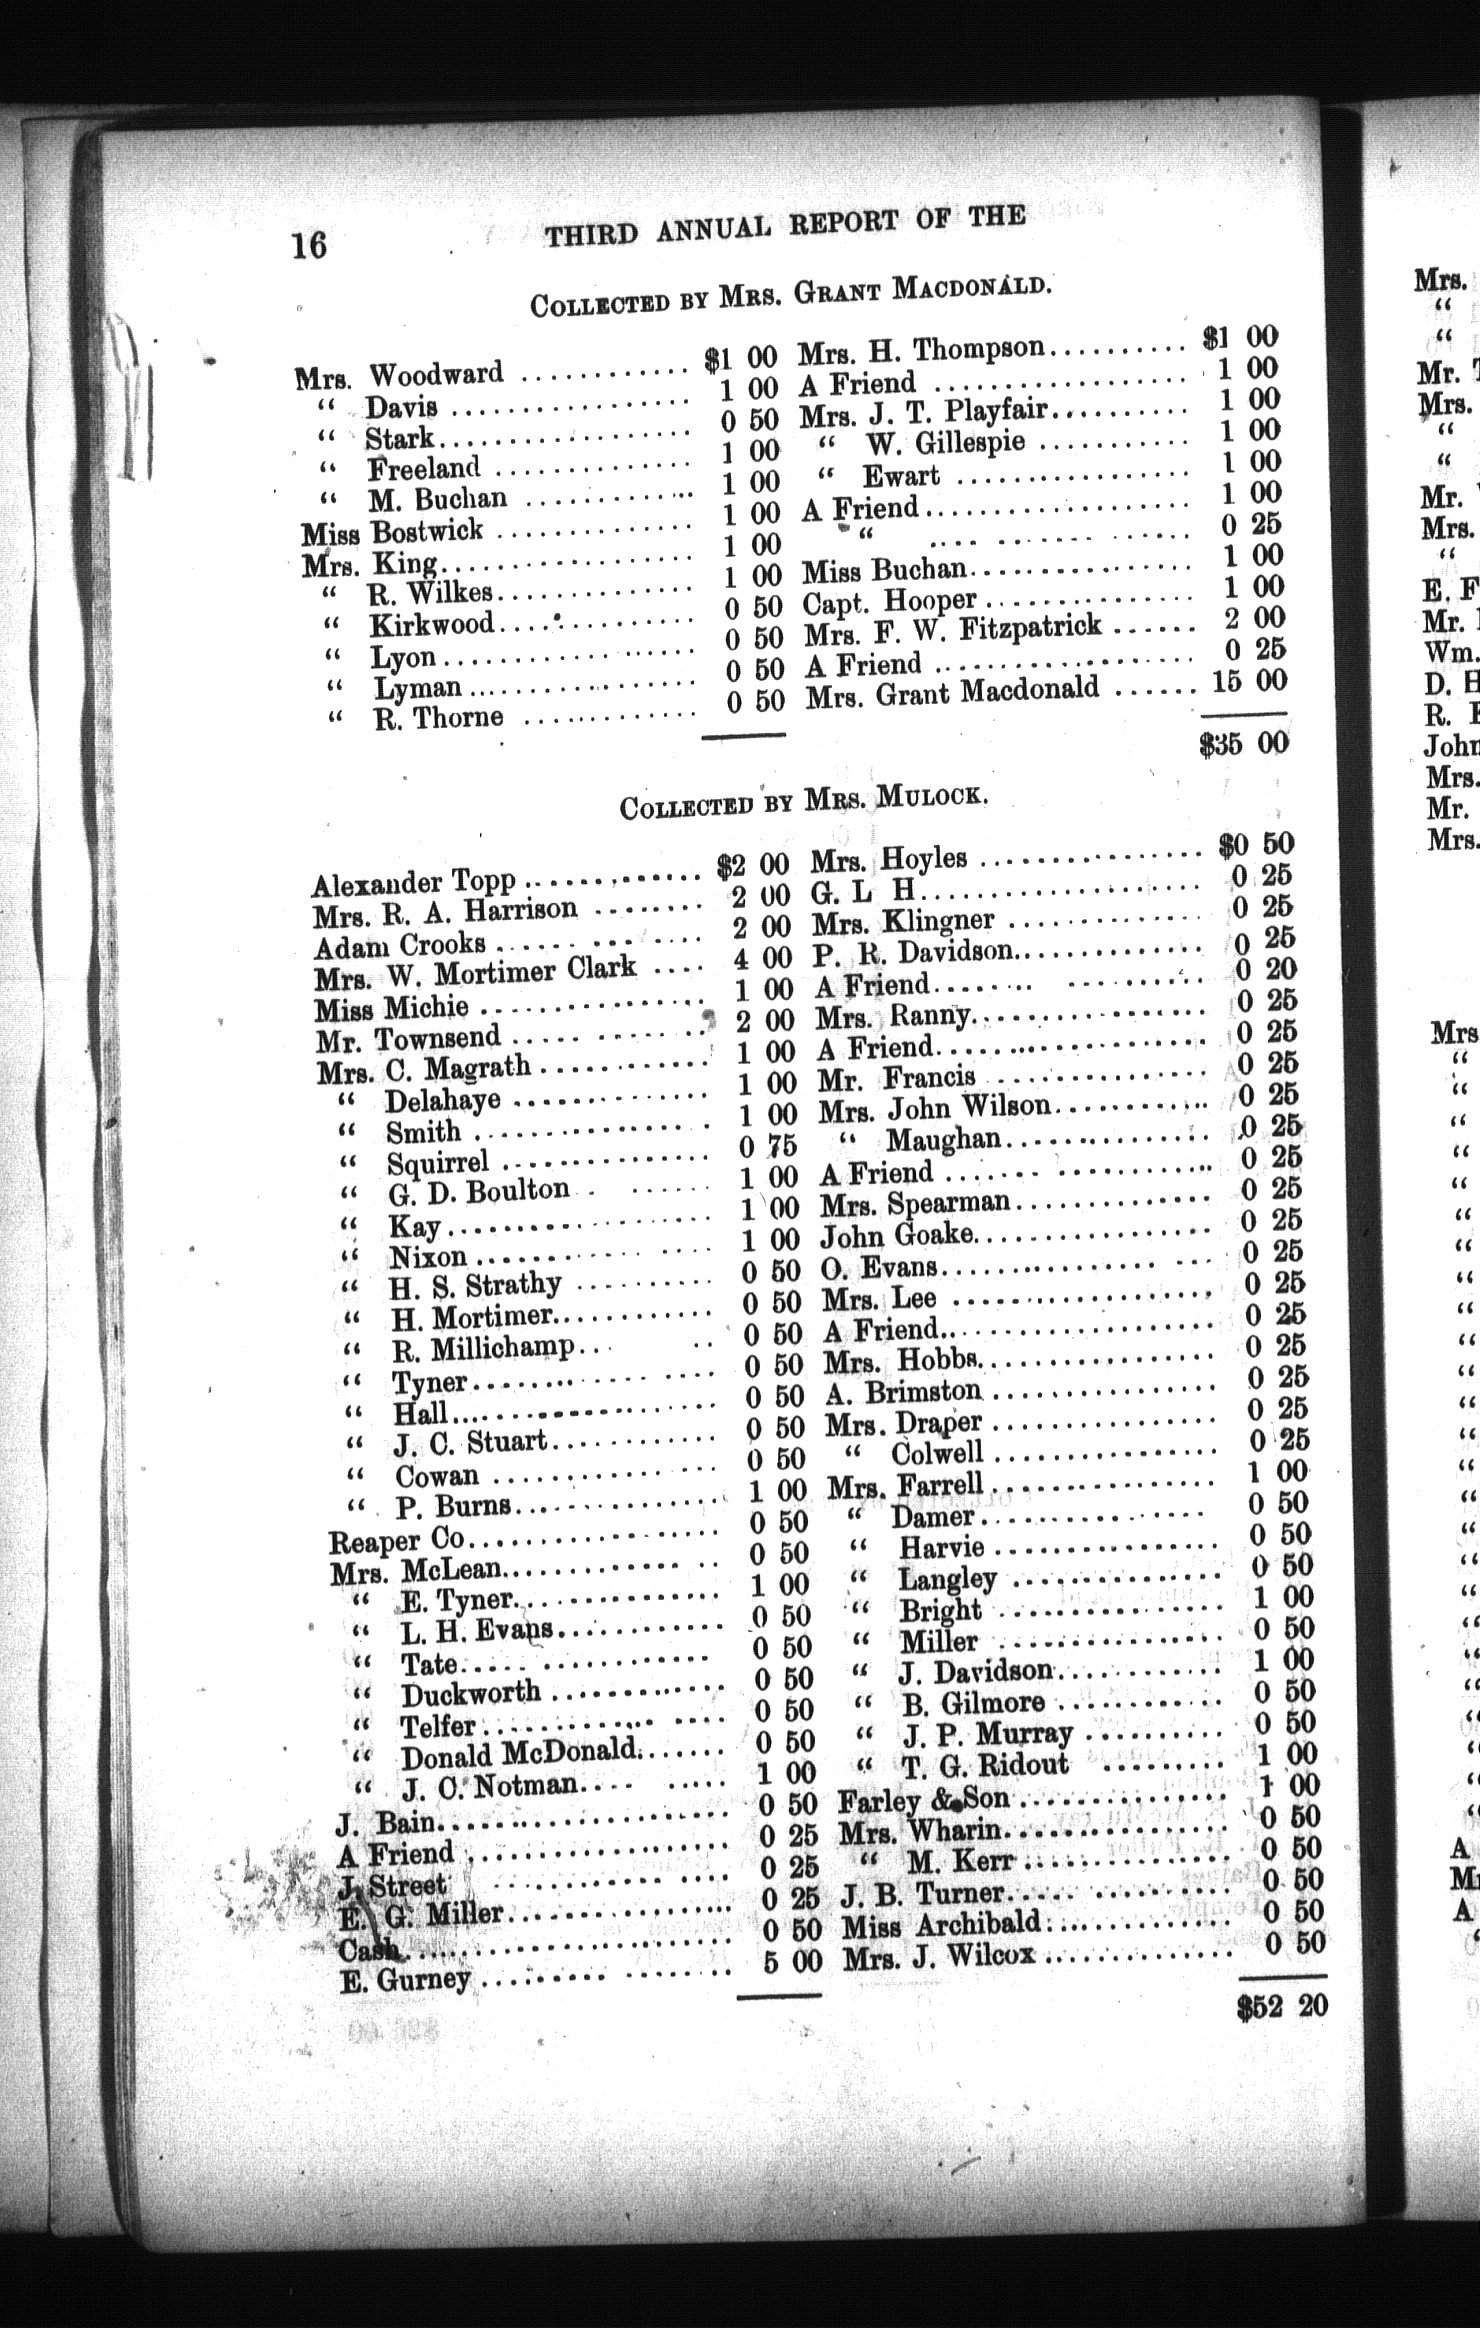 16 THIRD ANNUAL REPORT OF THE
COLLECTED BY MRS. GRANT MACDONALD.
Mrs. Woodward ............ $1 00
“ Davis ................. 1 00
“ Stark.................. 0 50
“ Freeland .............. 1 00
“ M. Buchan ............. 1 00
Miss Bostwick .............. 1 00
Mrs. King.................. 1 00
“ R. Wilkes.............. 1 00
“ Kirkwood.............. 0 50
“ Lyon.................. 0 50
“ Lyman................. 0 50
“ R. Thorne ............. 0 50
Mrs. H. Thompson.......... $1 00
A Friend .................. 1 00
Mrs. J. T. Playfair.......... 1 00
“ W. Gillespie ........... 1 00
“ Ewart ................. 1 00
A Friend................... 1 00
“ .................. 0 25
Miss Buchan................ 1 00
Capt. Hooper............... 1 00
Mrs. F. W. Fitzpatrick ...... 2 00
A Friend .................. 0 25
Mrs. Grant Macdonald ...... 15 00
$35 00
COLLECTED BY MRS. MULOCK.
Alexander Topp ............. $2 00
Mrs. R. A. Harrison ........ 2 00
Adam Crooks .............. 2 00
Mrs. W. Mortimer Clark .... 4 00
Miss Michie ................ 1 00
Mr. Townsend .............. 2 00
Mrs. C. Magrath ............ 1 00
“ Delahaye .............. 1 00
“ Smith ................. 1 00
“ Squirrel ............... 0 75
“ G. D. Boulton ....... 1 00
“ Kay.................. 1 00
“ Nixon................. 1 00
“ H. S. Strathy .......... 0 50
“ H. Mortimer............ 0 50
“ R. Millichamp... .. 0 50
“ Tyner................. 0 50
“ Hall................... 0 50
“ J. C. Stuart............ 0 50
“ Cowan ............... 0 50
“ P. Burns............... 1 00
Reaper Co.................. 0 50
Mrs. McLean............... 0 50
“ E. Tyner............... 1 00
“ L. H. Evans............ 0 50
“ Tate................. 0 50
“ Duckworth ............ 0 50
“ Telfer................ 0 50
“ Donald McDonald....... 0 50
“ J. C. Notman......... 1 00
J. Bain.................... 0 50
A Friend .................. 0 25
J. Street ................. 0 25
E. G. Miller................ 0 25
Cash...................... 0 50
E. Gurney ................. 5 00
Mrs. Hoyles ................ $0 50
G. L H.................... 0 25
Mrs. Klingner .............. 0 25
P. R. Davidson............. 0 25
A Friend................. 0 20
Mrs. Ranny................ 0 25
A Friend................... 0 25
Mr. Francis ................ 0 25
Mrs. John Wilson........... 0 25
“ Maughan.............. 0 25
A Friend ................. 0 25
Mrs. Spearman............. 0 25
John Goake................ 0 25
O. Evans.................. 0 25
Mrs. Lee .................. 0 25
A Friend................... 0 25
Mrs. Hobbs................ 0 25
A. Brimston ................ 0 25
Mrs. Draper ................ 0 25
“ Colwell ................ 0 25
Mrs. Farrell ................ 1 00
“ Damer................ 0 50
“ Harvie ................ 0 50
“ Langley ............... 0 50
“ Bright ................ 1 00
“ Miller ................ 0 50
“ J. Davidson............ 1 00
“ B. Gilmore ............ 0 50
“ J. P. Murray .......... 0 50
“ T. G. Ridout ......... 1 00
Farley & Son ............... 1 00
Mrs. Wharin................ 0 50
“ M. Kerr ............... 0 50
J. B. Turner............... 0 50
Miss Archibald.............. 0 50
Mrs. J. Wilcox.............. 0 50
$52 20